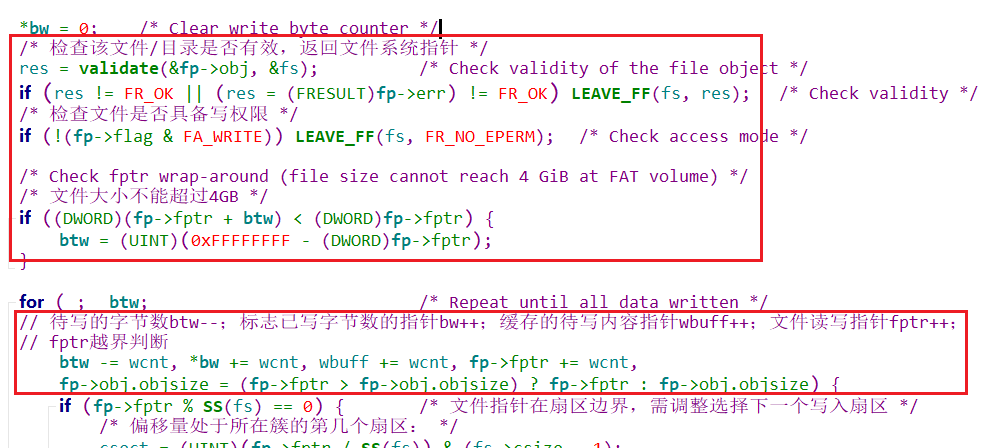 *bw = 0;    /* Clear write byte counter */
/* 检查该文件/目录是否有效，返回文件系统指针 */
res = validate(&fp->obj, &fs);          /* Check validity of the file object */
if (res != FR_OK || (res = (FRESULT)fp->err) != FR_OK) LEAVE_FF(fs, res);   /* Check validity */
/* 检查文件是否具备写权限 */
if (!(fp->flag & FA_WRITE)) LEAVE_FF(fs, FR_NO_EPERM);  /* Check access mode */
/* Check fptr wrap-around (file size cannot reach 4 GiB at FAT volume) */
/* 文件大小不能超过4GB */
if ((DWORD)(fp->fptr + btw) < (DWORD)fp->fptr) {
    btw = (UINT)(0xFFFFFFFF - (DWORD)fp->fptr);
}
for ( ;  btw;                           /* Repeat until all data written */
// 待写的字节数btw--；标志已写字节数的指针bw++；缓存的待写内容指针wbuff++；文件读写指针fptr++；
// fptr越界判断
    btw -= wcnt, *bw += wcnt, wbuff += wcnt, fp->fptr += wcnt,
    fp->obj.objsize = (fp->fptr > fp->obj.objsize) ? fp->fptr : fp->obj.objsize) {
    if (fp->fptr % SS(fs) == 0) {       /* 文件指针在扇区边界，需调整选择下一个写入扇区 */
        /* 偏移量处于所在簇的第几个扇区： */
        csect = (UINT)(fp->fptr / SS(fs)) & (fs->csize - 1);